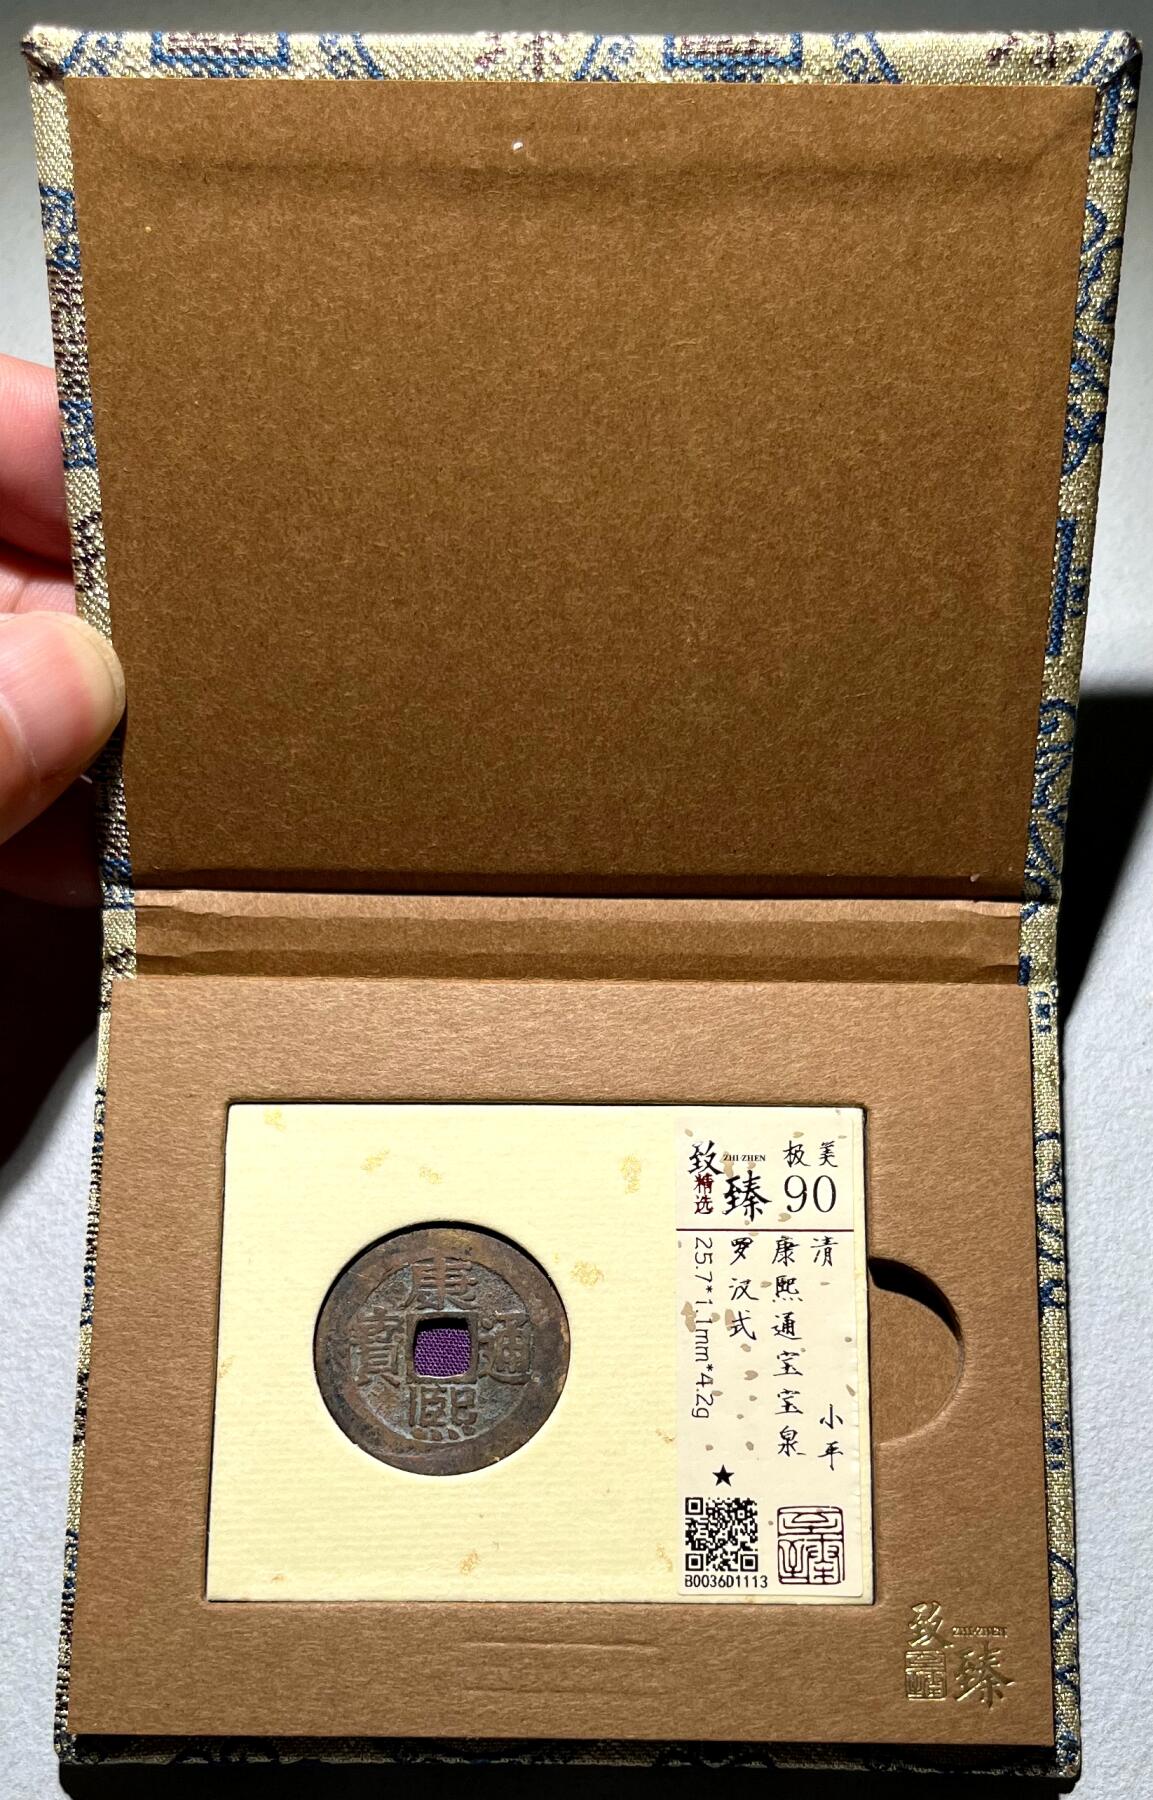 康熙通寶
致臻
ZHI·ZHEN
精选
极美
90
清
小平
康熙通宝宝泉
罗汉式
25.7*1.1mm*4.2g
★
B0036D1113
致臻
ZHI·ZHEN